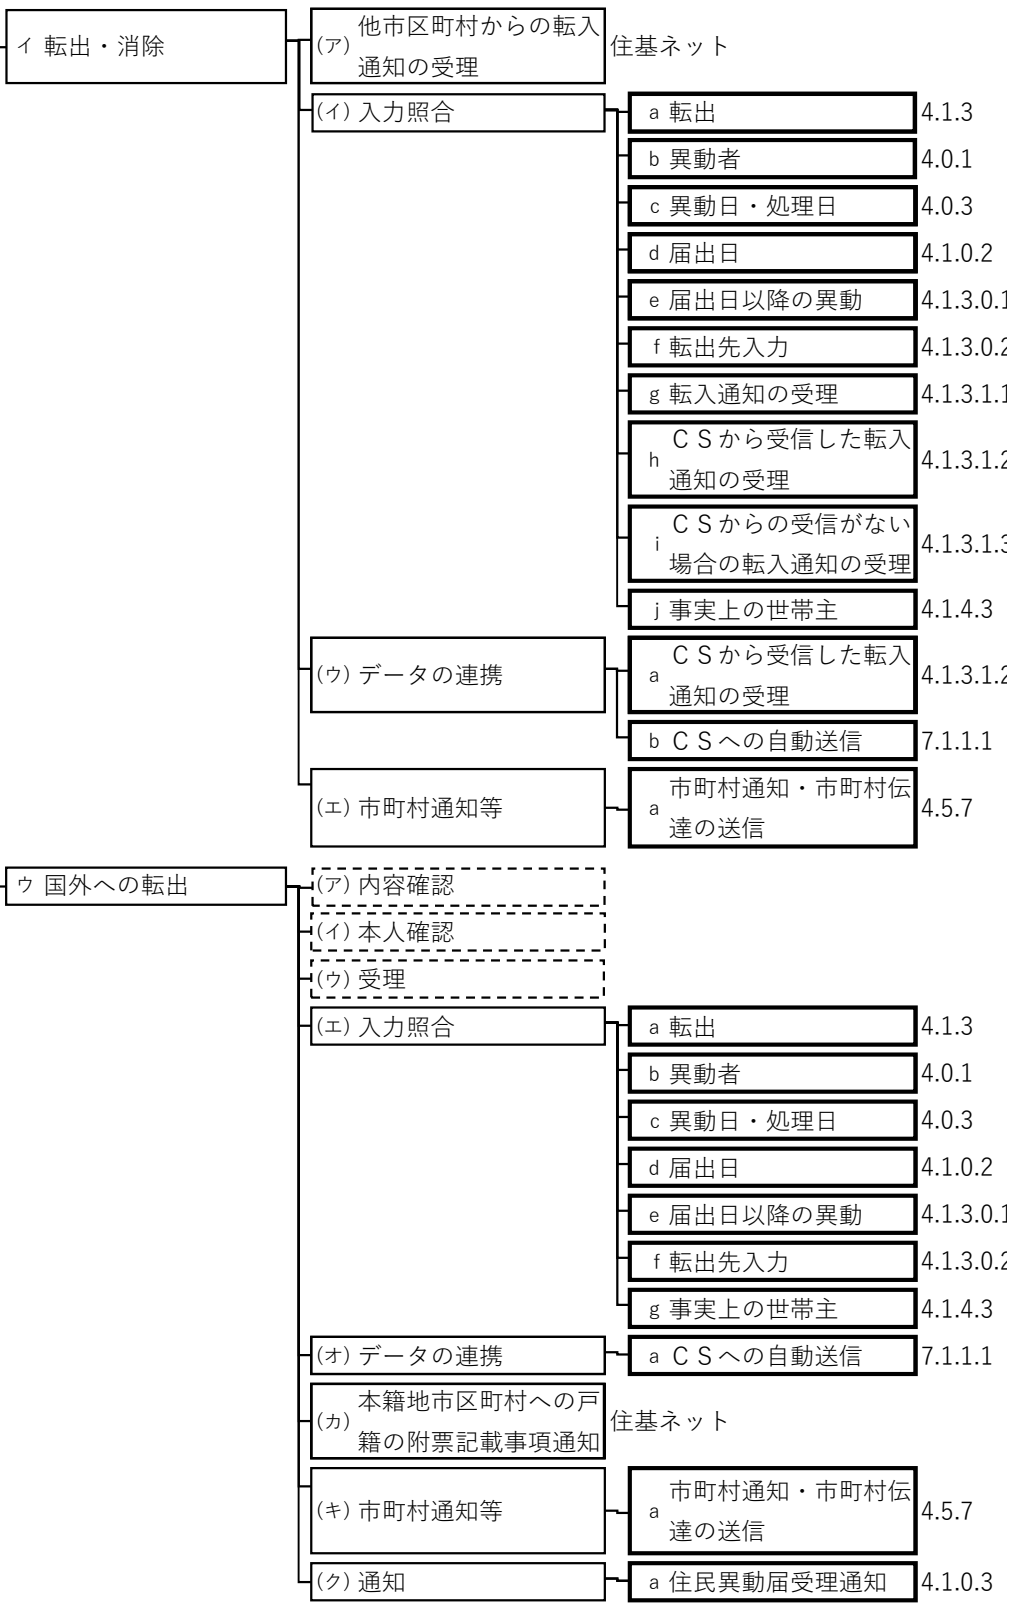 イ 転出・消除
(ア) 他市区町村からの転入
通知の受理
住基ネット
(イ) 入力照合
a 転出 4.1.3
b 異動者 4.0.1
c 異動日・処理日 4.0.3
d 届出日 4.1.0.2
e 届出日以降の異動 4.1.3.0.1
f 転出先入力 4.1.3.0.2
g 転入通知の受理 4.1.3.1.1
h ＣＳから受信した転入
通知の受理
4.1.3.1.2
i ＣＳからの受信がない
場合の転入通知の受理
4.1.3.1.3
j 事実上の世帯主 4.1.4.3
(ウ) データの連携
a ＣＳから受信した転入
通知の受理
4.1.3.1.2
b ＣＳへの自動送信 7.1.1.1
(エ) 市町村通知等
a 市町村通知・市町村伝
達の送信
4.5.7
ウ 国外への転出
(ア) 内容確認
(イ) 本人確認
(ウ) 受理
(エ) 入力照合
a 転出 4.1.3
b 異動者 4.0.1
c 異動日・処理日 4.0.3
d 届出日 4.1.0.2
e 届出日以降の異動 4.1.3.0.1
f 転出先入力 4.1.3.0.2
g 事実上の世帯主 4.1.4.3
(オ) データの連携
a ＣＳへの自動送信 7.1.1.1
(カ) 本籍地市区町村への戸
籍の附票記載事項通知
住基ネット
(キ) 市町村通知等
a 市町村通知・市町村伝
達の送信
4.5.7
(ク) 通知
a 住民異動届受理通知 4.1.0.3